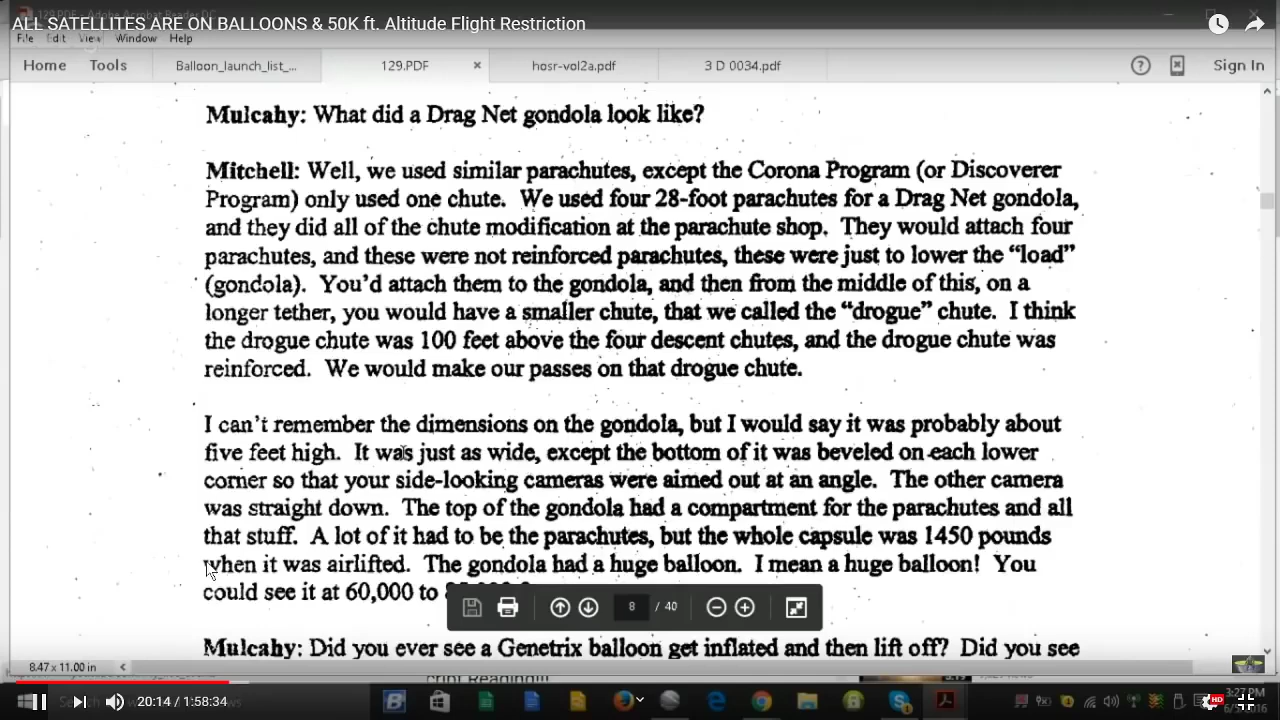 ALL SATELLITES ARE ON BALLOONS & 50K ft. Altitude Flight Restriction
File Edit View Window Help
Home Tools Balloon_launch_list_... 129.PDF × hosr-vol2a.pdf 3 D 0034.pdf Sign In
Mulcahy: What did a Drag Net gondola look like?
Mitchell: Well, we used similar parachutes, except the Corona Program (or Discoverer
Program) only used one chute. We used four 28-foot parachutes for a Drag Net gondola,
and they did all of the chute modification at the parachute shop. They would attach four
parachutes, and these were not reinforced parachutes, these were just to lower the “load”
(gondola). You’d attach them to the gondola, and then from the middle of this, on a
longer tether, you would have a smaller chute, that we called the “drogue” chute. I think
the drogue chute was 100 feet above the four descent chutes, and the drogue chute was
reinforced. We would make our passes on that drogue chute.
I can’t remember the dimensions on the gondola, but I would say it was probably about
five feet high. It was just as wide, except the bottom of it was beveled on each lower
corner so that your side-looking cameras were aimed out at an angle. The other camera
was straight down. The top of the gondola had a compartment for the parachutes and all
that stuff. A lot of it had to be the parachutes, but the whole capsule was 1450 pounds
when it was airlifted. The gondola had a huge balloon. I mean a huge balloon! You
could see it at 60,000 to
8 / 40
Mulcahy: Did you ever see a Genetrix balloon get inflated and then lift off? Did you see
8.47 x 11.00 in
20:14 / 1:58:34
HD
3:27 PM